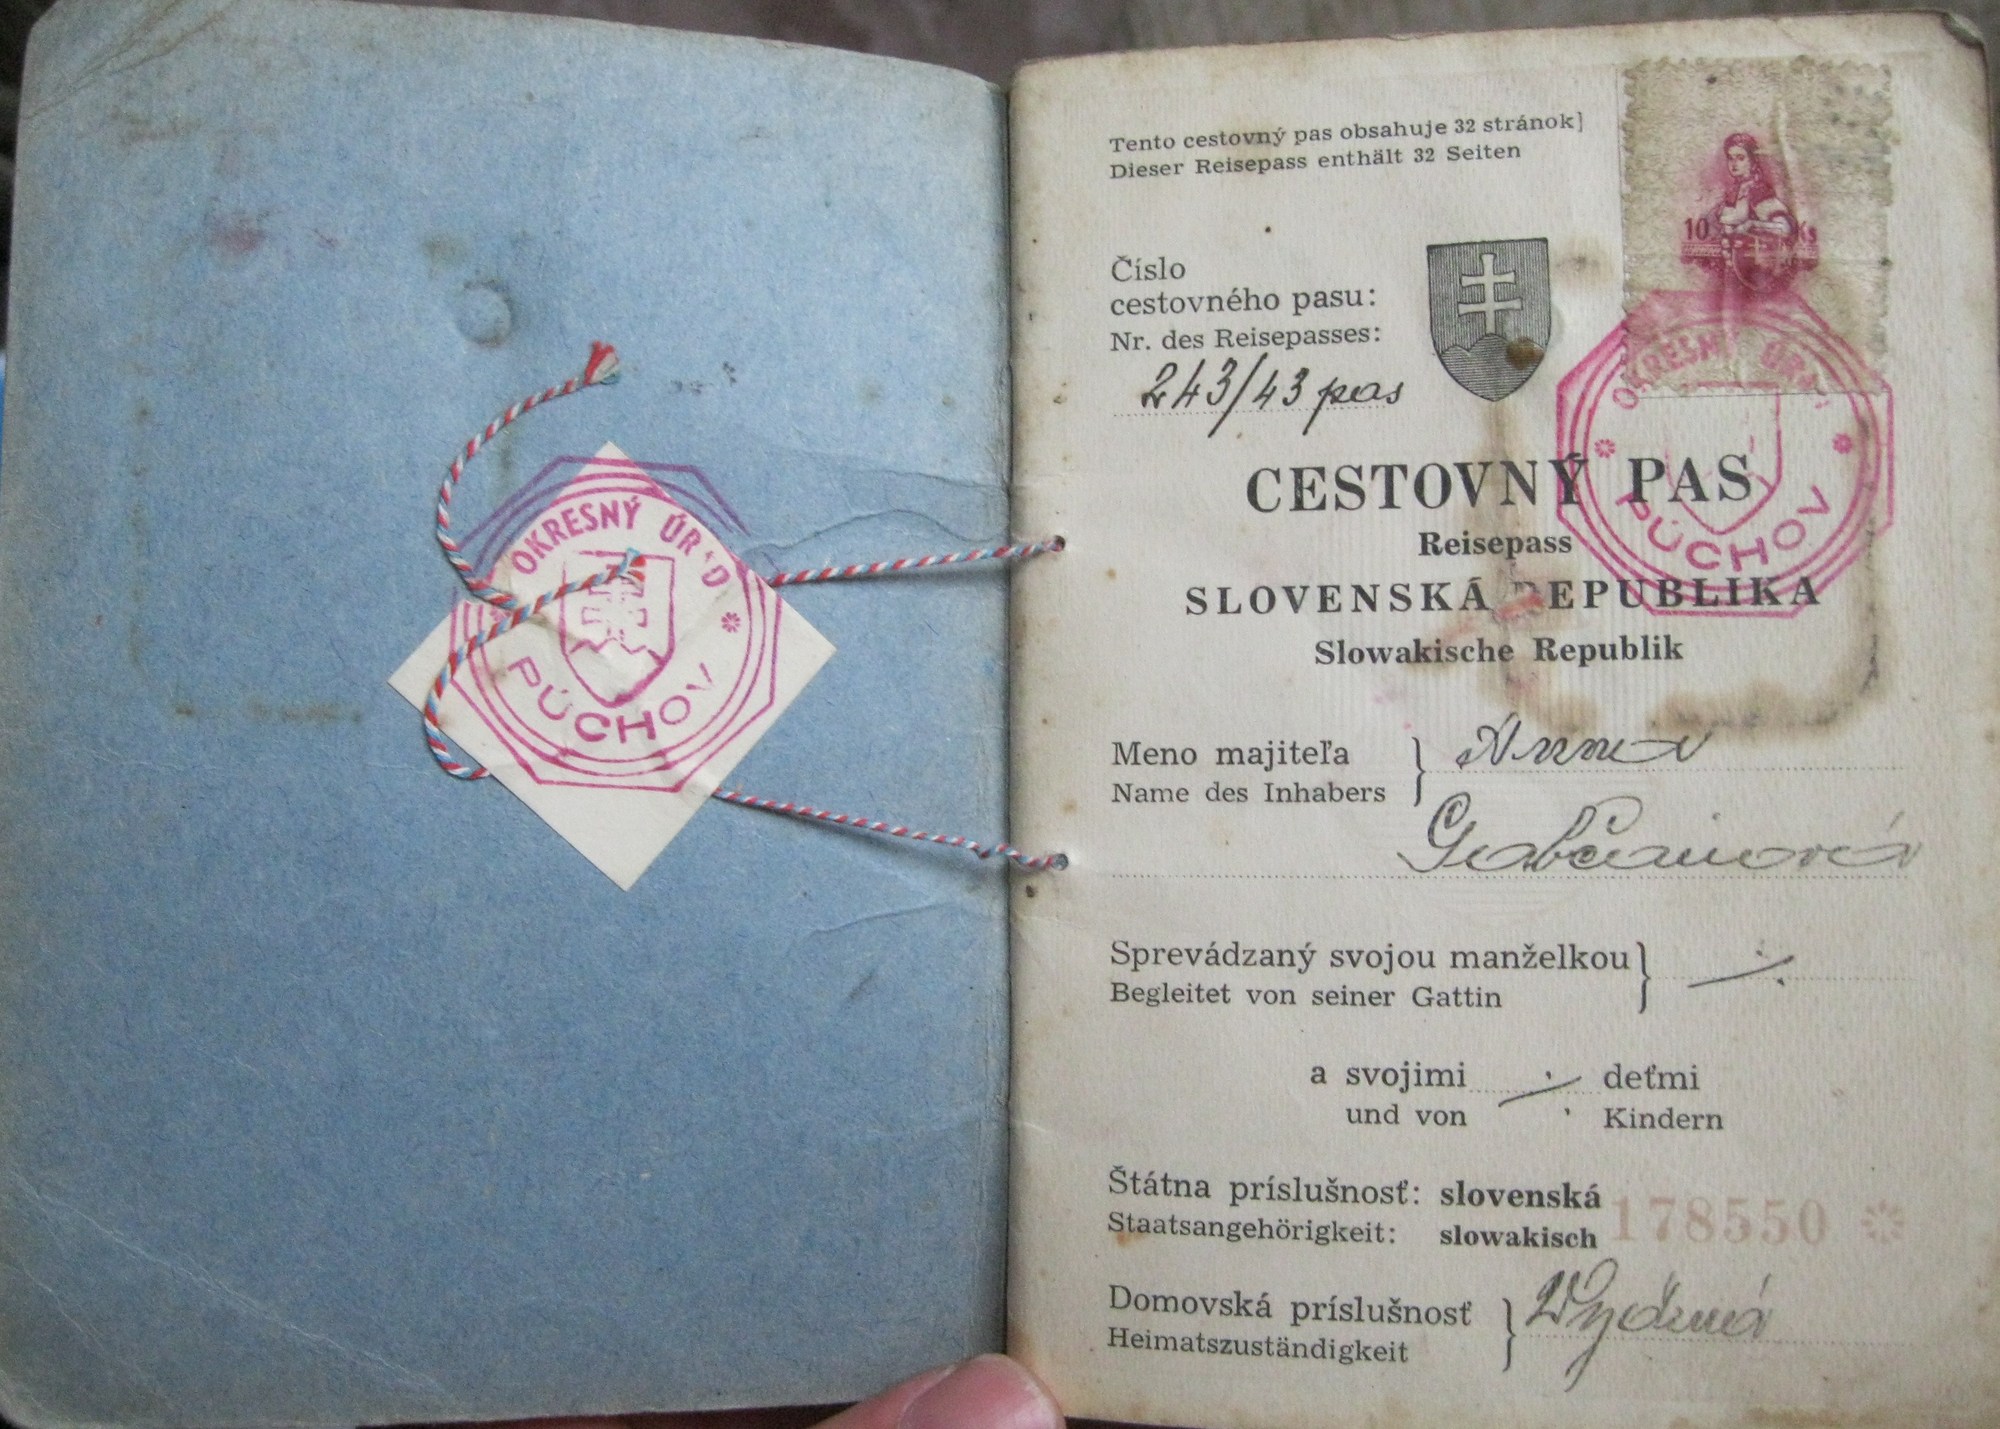 OKRESNÝ ÚRAD
PÚCHOV
Tento cestovný pas obsahuje 32 stránok]
Dieser Reisepass enthält 32 Seiten
10 Ks
Číslo
cestovného pasu:
Nr. des Reisepasses:
243/43 pas
OKRESNÝ ÚRAD
PÚCHOV
CESTOVNÝ PAS
Reisepass
SLOVENSKÁ REPUBLIKA
Slowakische Republik
Meno majiteľa
Name des Inhabers
Anna
Sprevádzaný svojou manželkou
Begleitet von seiner Gattin
a svojimi deťmi
und von Kindern
Štátna príslušnosť: slovenská
Staatsangehörigkeit: slowakisch
178550
Domovská príslušnosť
Heimatszuständigkeit